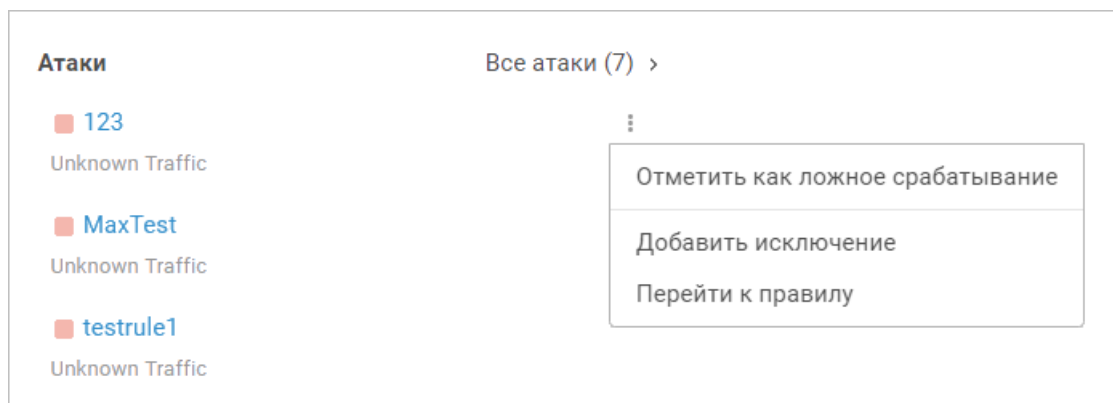 Атаки
Все атаки (7) >
123
Unknown Traffic
MaxTest
Unknown Traffic
testrule1
Unknown Traffic
Отметить как ложное срабатывание
Добавить исключение
Перейти к правилу